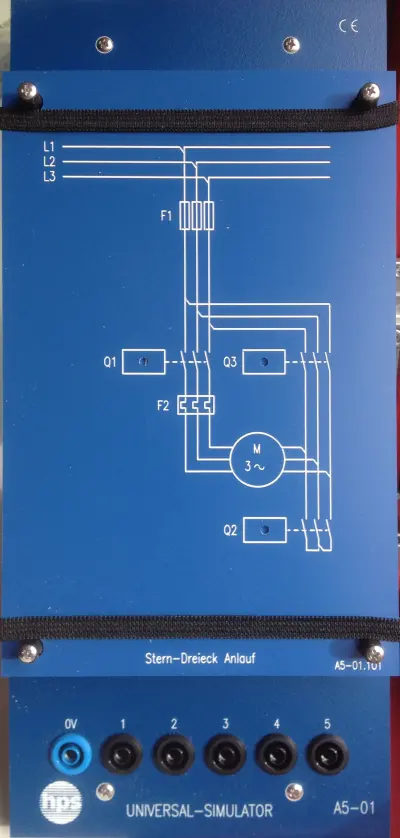 CE
L1
L2
L3
F1
Q1
Q3
F2
M
3~
Q2
Stern-Dreieck Anlauf
A5-01.101
0V 1 2 3 4 5
hps
UNIVERSAL-SIMULATOR A5-01